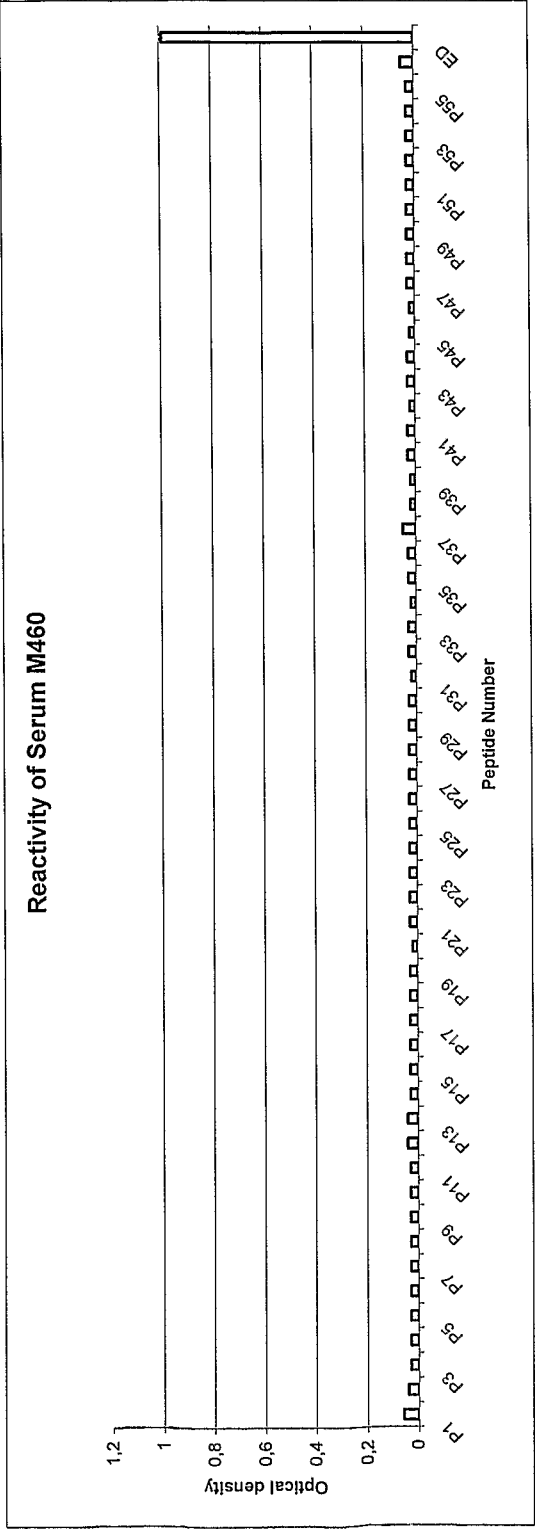 Reactivity of Serum M460
Optical density
1,2
1
0,8
0,6
0,4
0,2
0
P1
P3
P5
P7
P9
P11
P13
P15
P17
P19
P21
P23
P25
P27
P29
P31
P33
P35
P37
P39
P41
P43
P45
P47
P49
P51
P53
P55
ED
Peptide Number